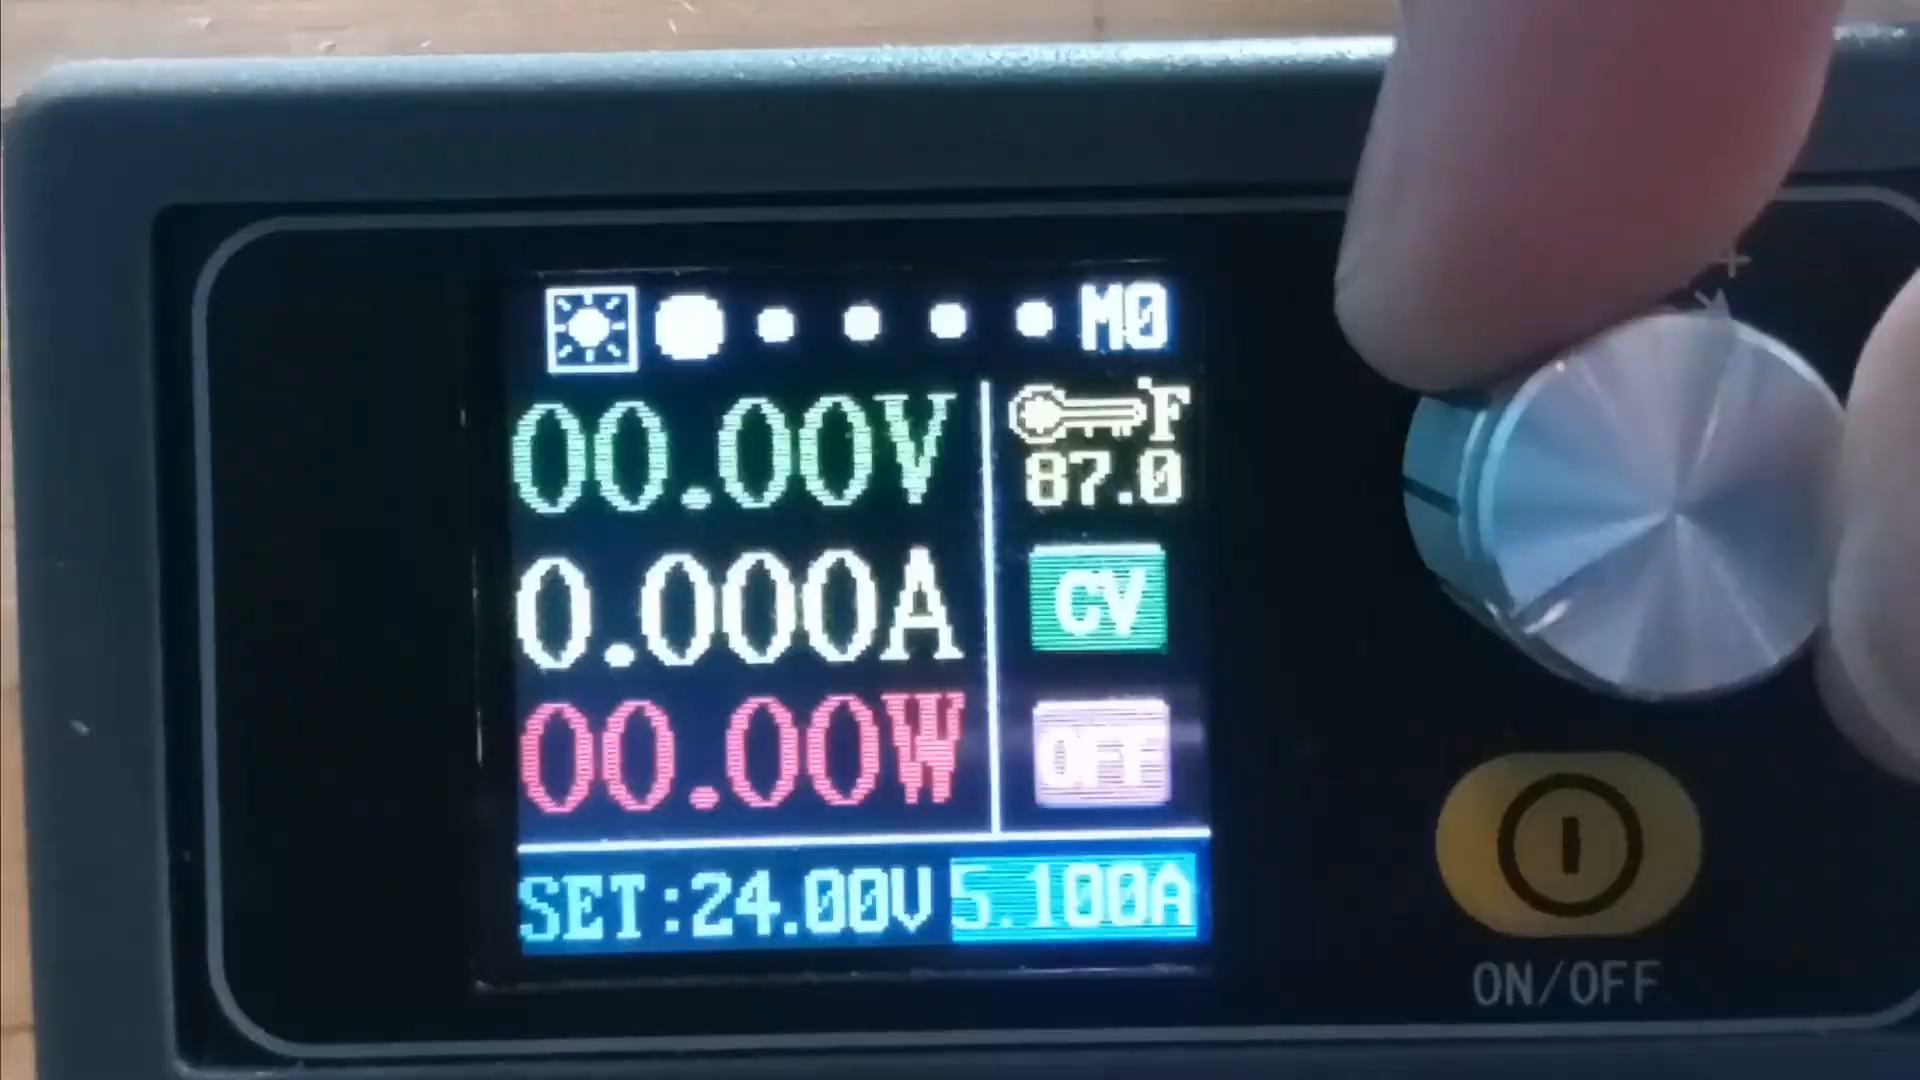 M0
00.00V
°F
87.0
0.000A
CV
00.00W
OFF
SET:24.00V 5.100A
+
ON/OFF